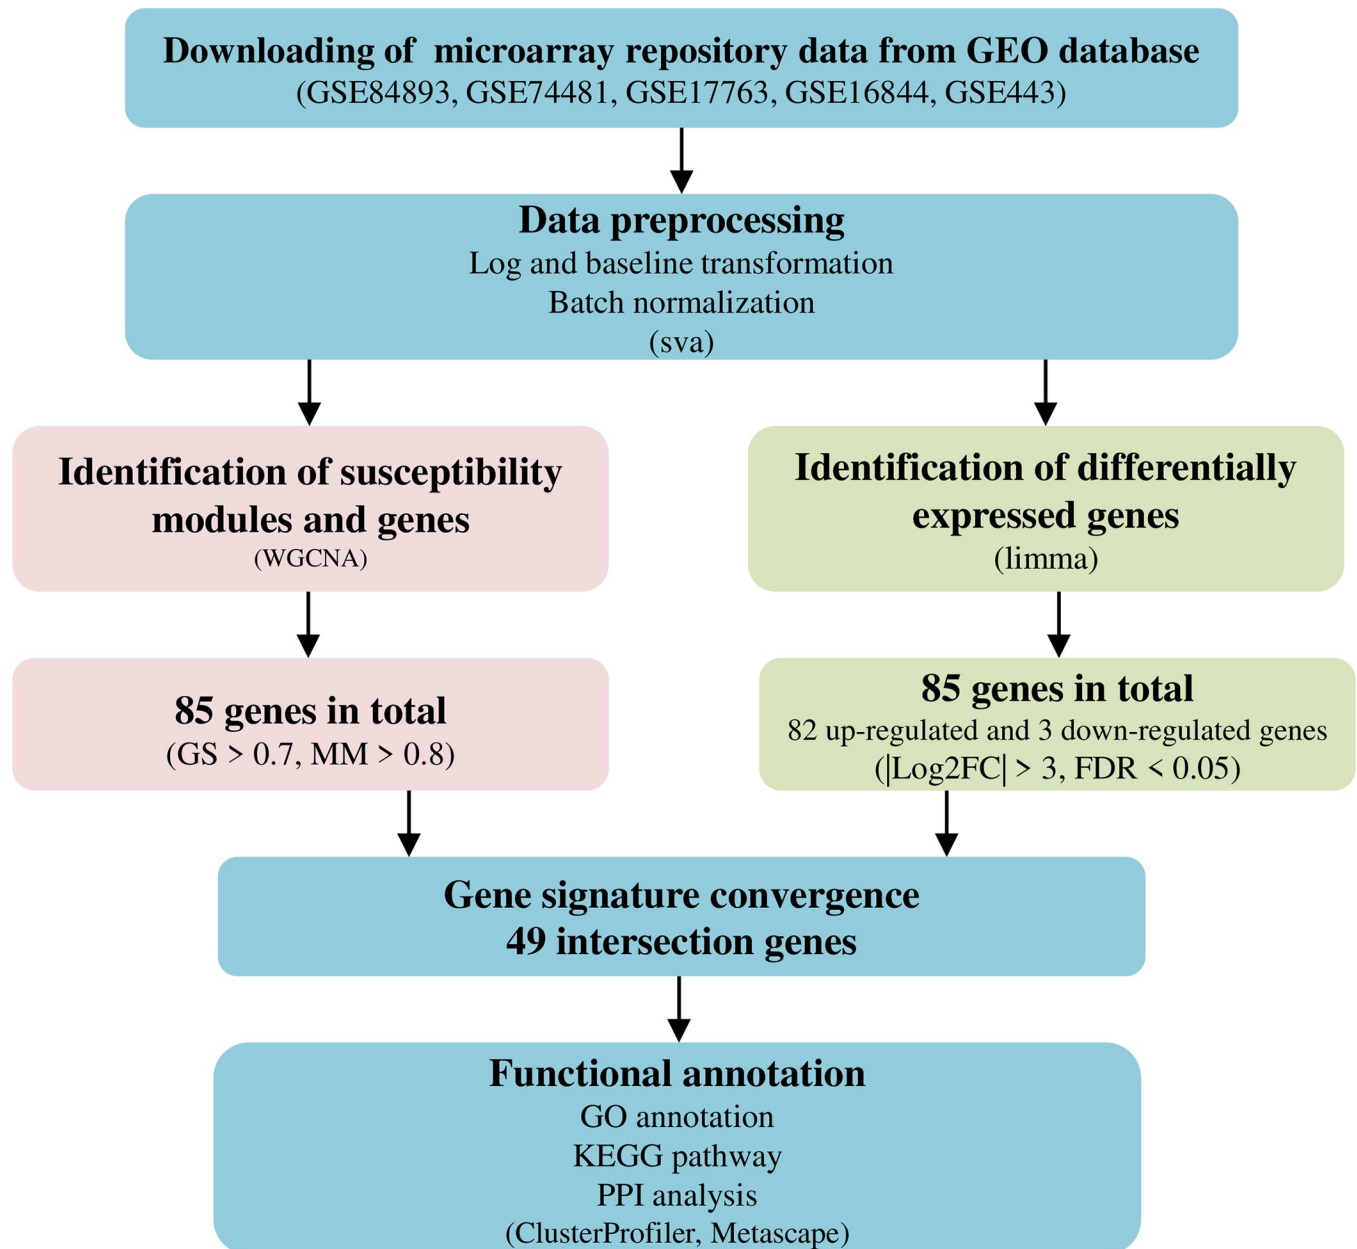 Downloading of microarray repository data from GEO database
(GSE84893, GSE74481, GSE17763, GSE16844, GSE443)
Data preprocessing
Log and baseline transformation
Batch normalization
(sva)
Identification of susceptibility
modules and genes
(WGCNA)
Identification of differentially
expressed genes
(limma)
85 genes in total
(GS > 0.7, MM > 0.8)
85 genes in total
82 up-regulated and 3 down-regulated genes
(|Log2FC| > 3, FDR < 0.05)
Gene signature convergence
49 intersection genes
Functional annotation
GO annotation
KEGG pathway
PPI analysis
(ClusterProfiler, Metascape)